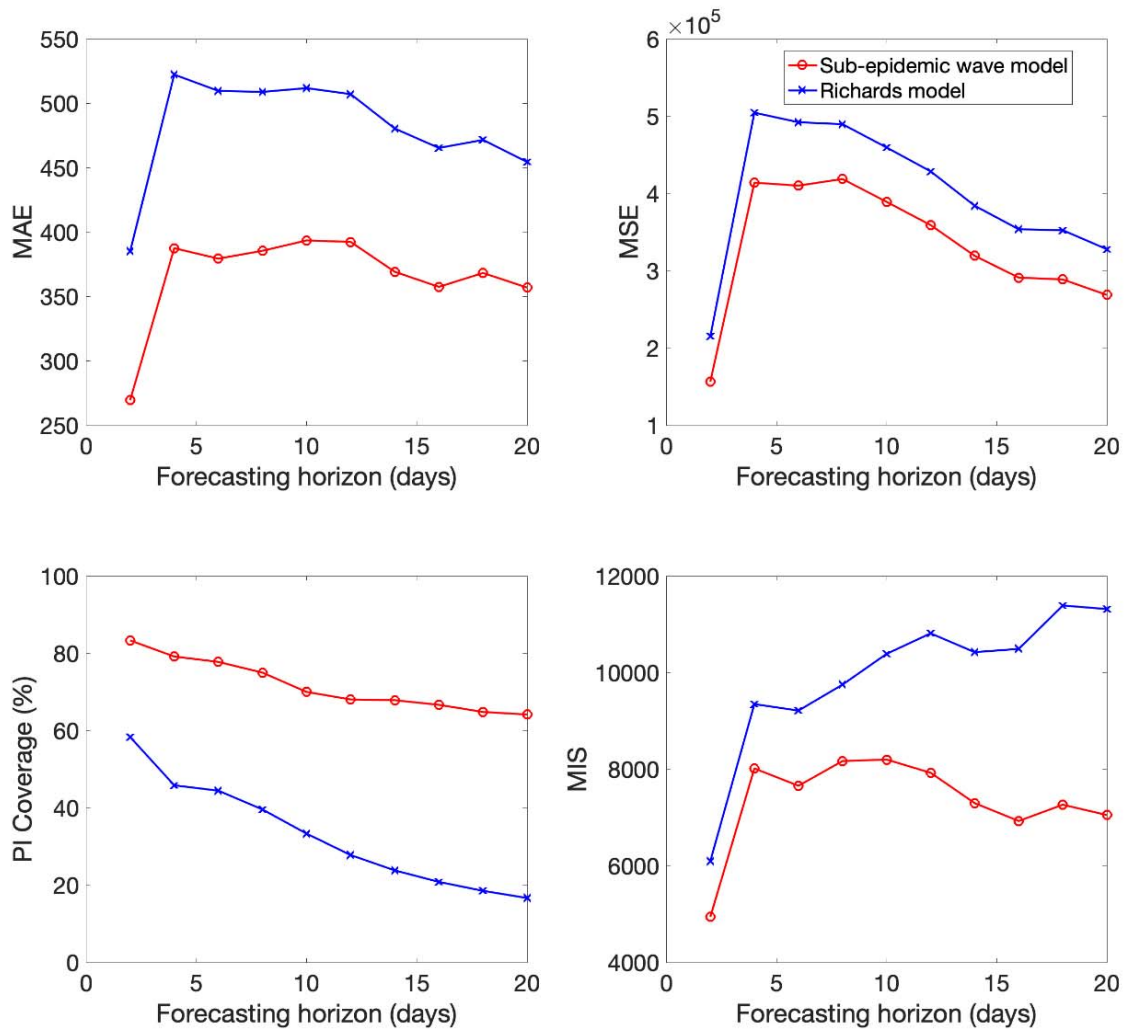 550
500
450
400
350
300
250
MAE
0 5 10 15 20
Forecasting horizon (days)
×10^5
6
5
4
3
2
1
MSE
Sub-epidemic wave model
Richards model
0 5 10 15 20
Forecasting horizon (days)
100
80
60
40
20
0
PI Coverage (%)
0 5 10 15 20
Forecasting horizon (days)
12000
10000
8000
6000
4000
MIS
0 5 10 15 20
Forecasting horizon (days)